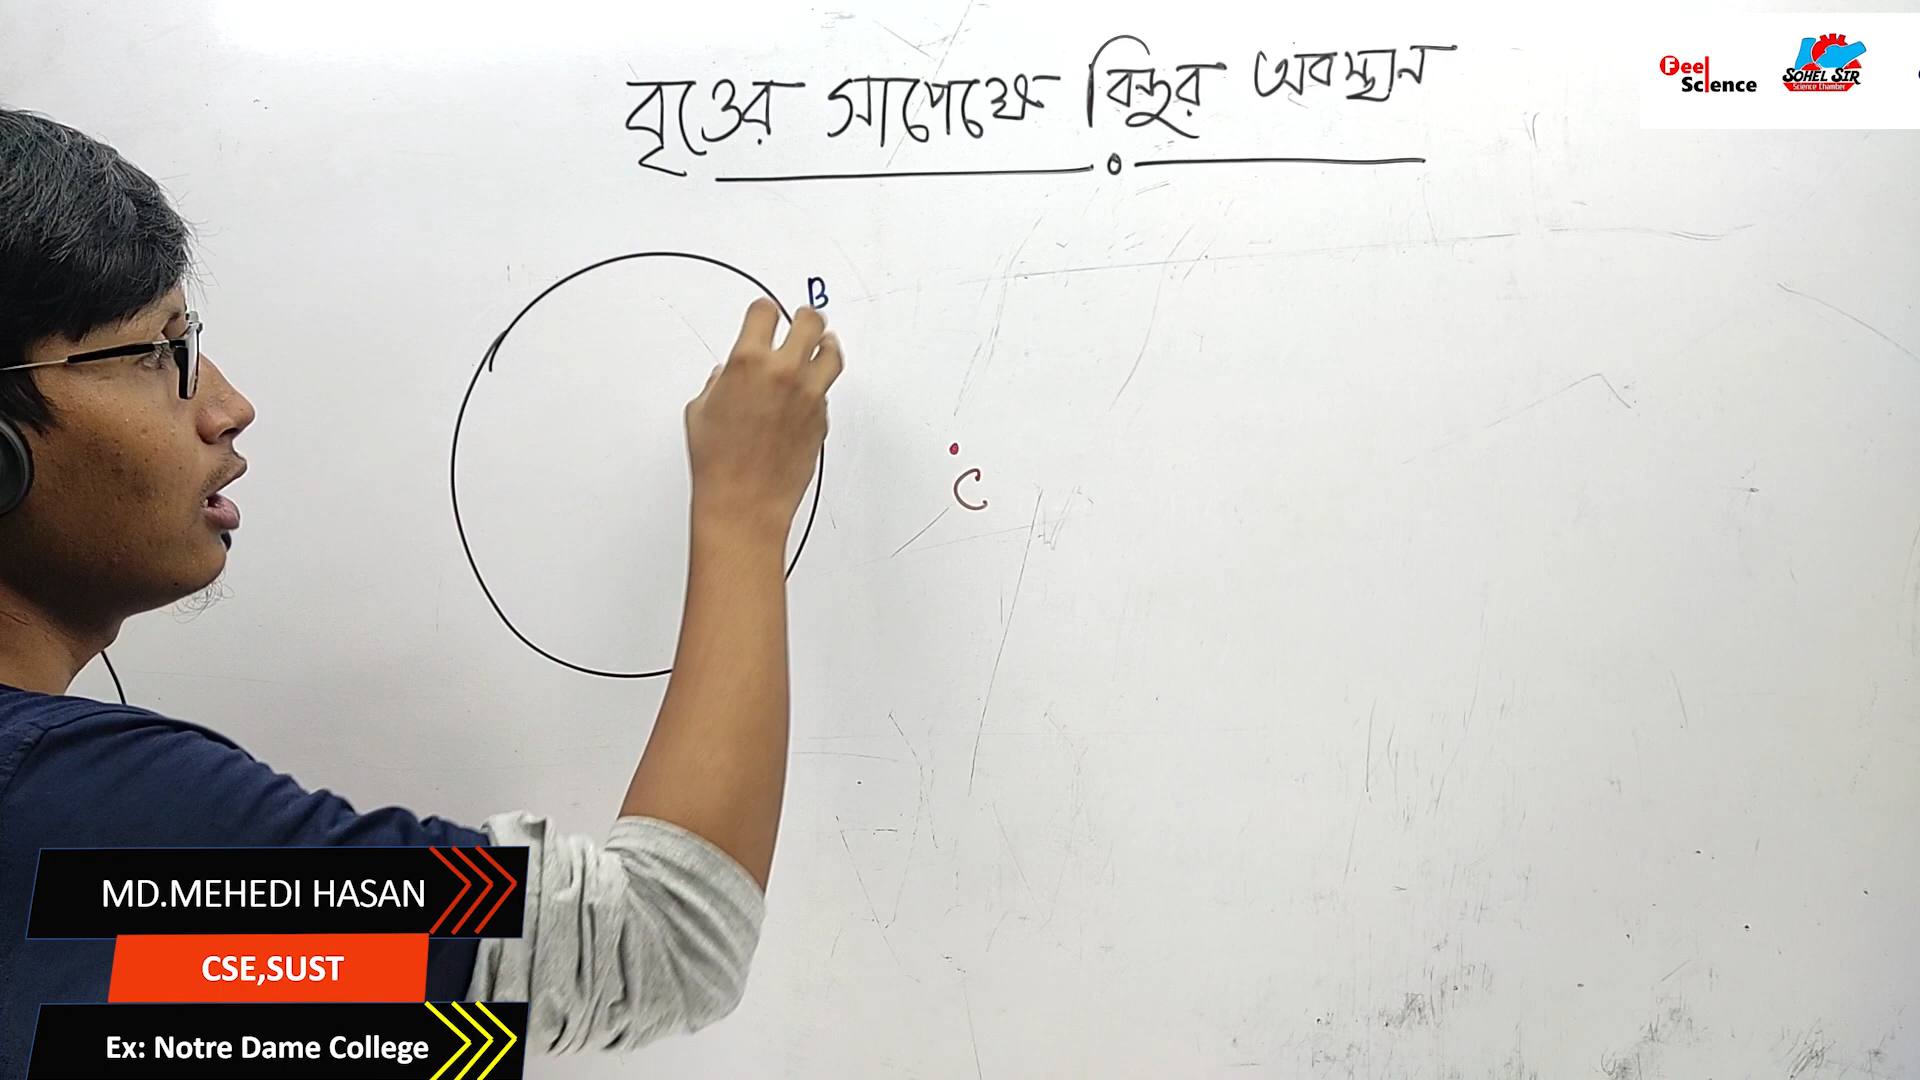 বৃত্তের সাপেক্ষে বিন্দুর অবস্থান
Feel Science
SOHEL SIR
Science Chamber
B
C
MD.MEHEDI HASAN
CSE,SUST
Ex: Notre Dame College